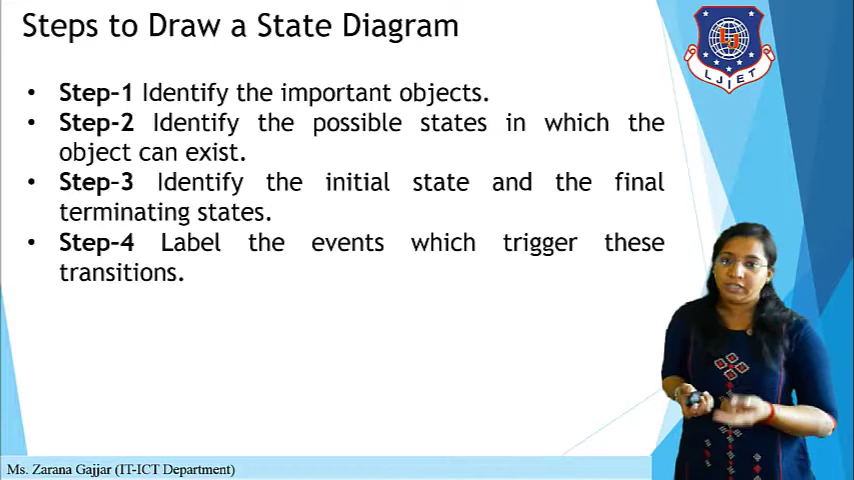 Steps to Draw a State Diagram
LJ
LJIET
• Step-1 Identify the important objects.
• Step-2 Identify the possible states in which the
object can exist.
• Step-3 Identify the initial state and the final
terminating states.
• Step-4 Label the events which trigger these
transitions.
Ms. Zarana Gajjar (IT-ICT Department)